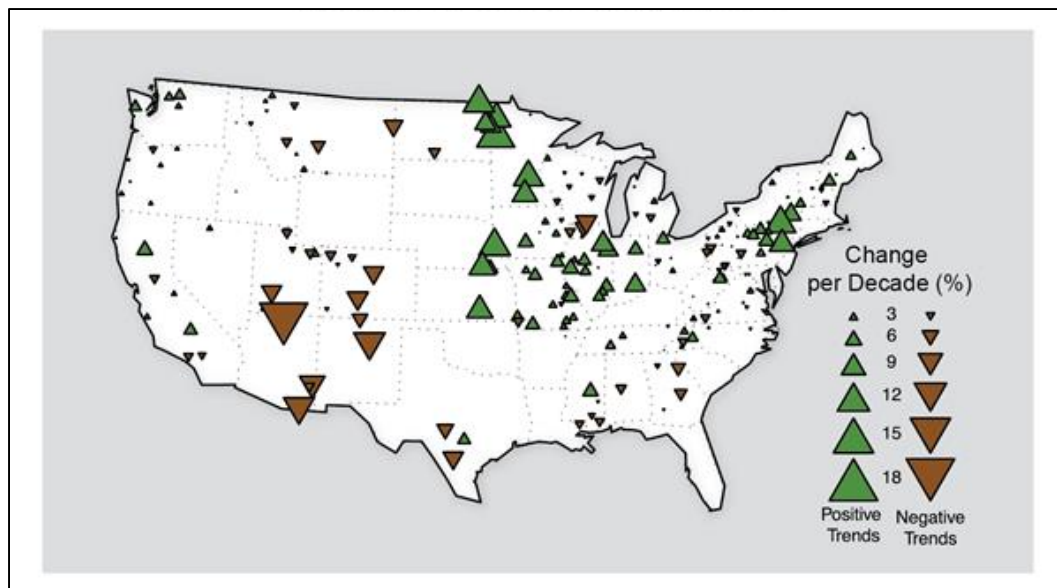 Change
per Decade (%)
3
6
9
12
15
18
Positive
Trends
Negative
Trends